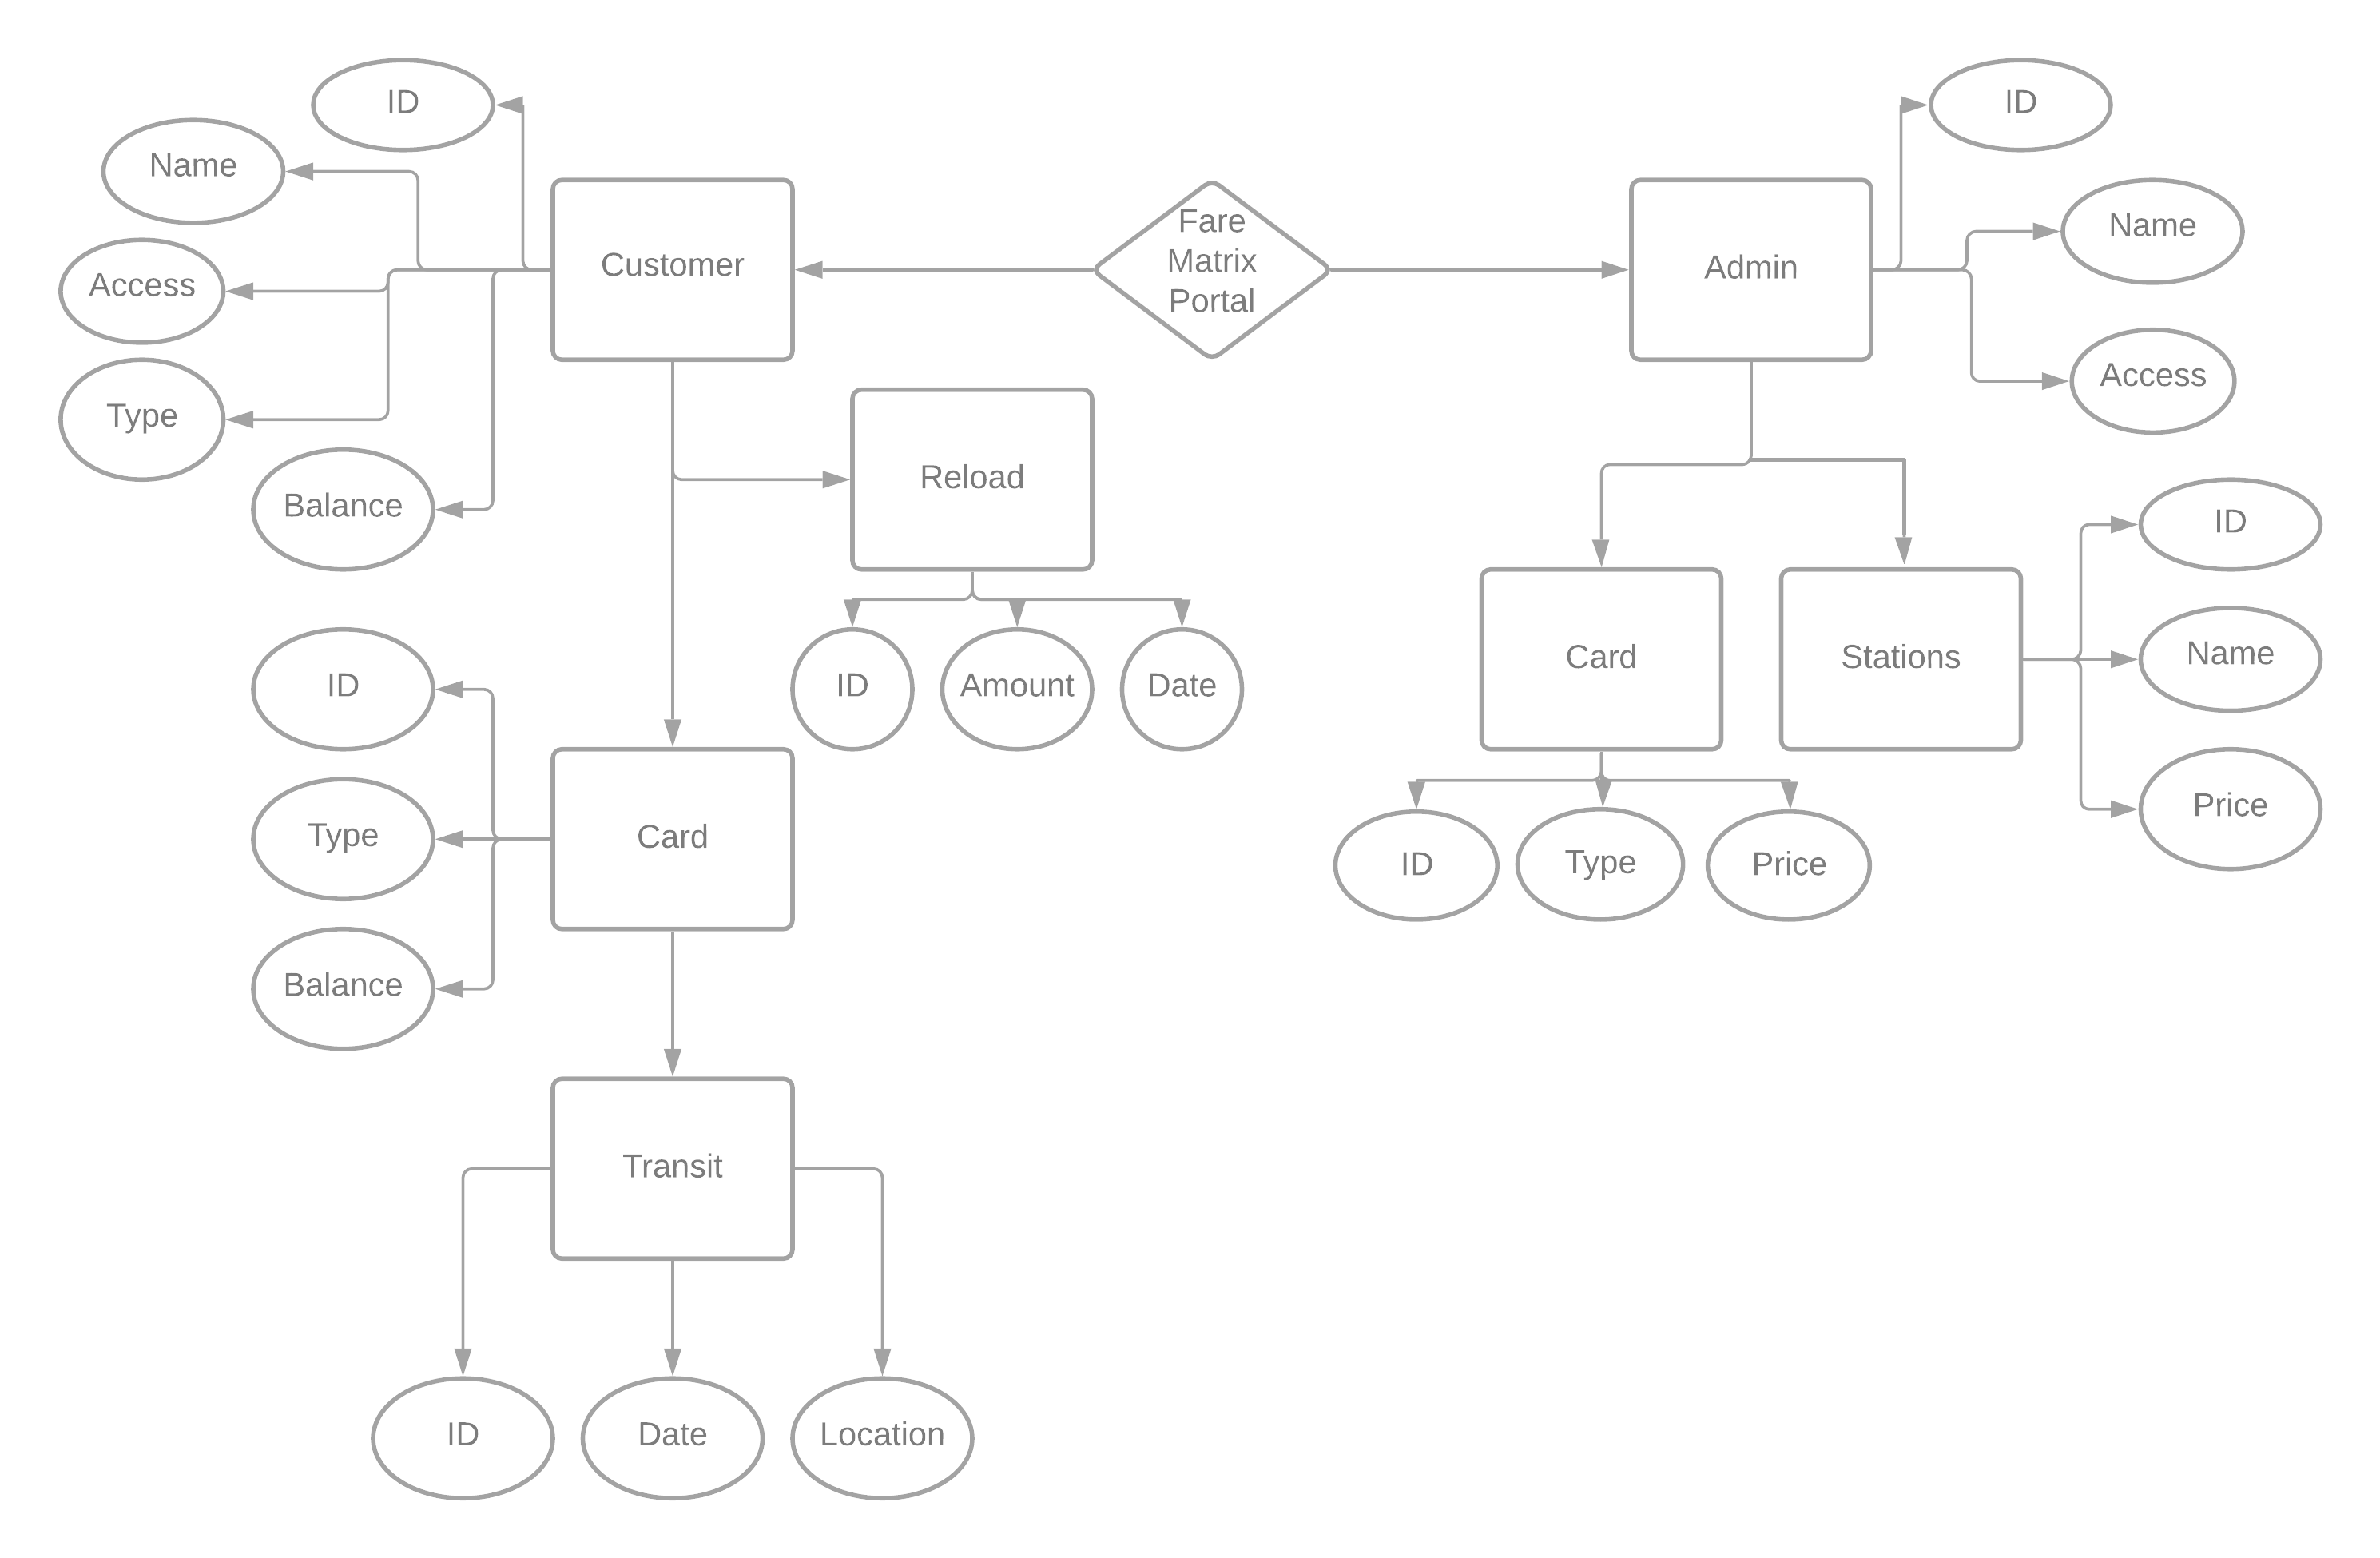 ID
ID
Name
Name
Fare
Matrix
Portal
Customer
Admin
Access
Access
Type
Reload
Balance
ID
ID
ID
Amount
Date
Card
Stations
Name
Type
Card
Price
ID
Type
Price
Balance
Transit
ID
Date
Location